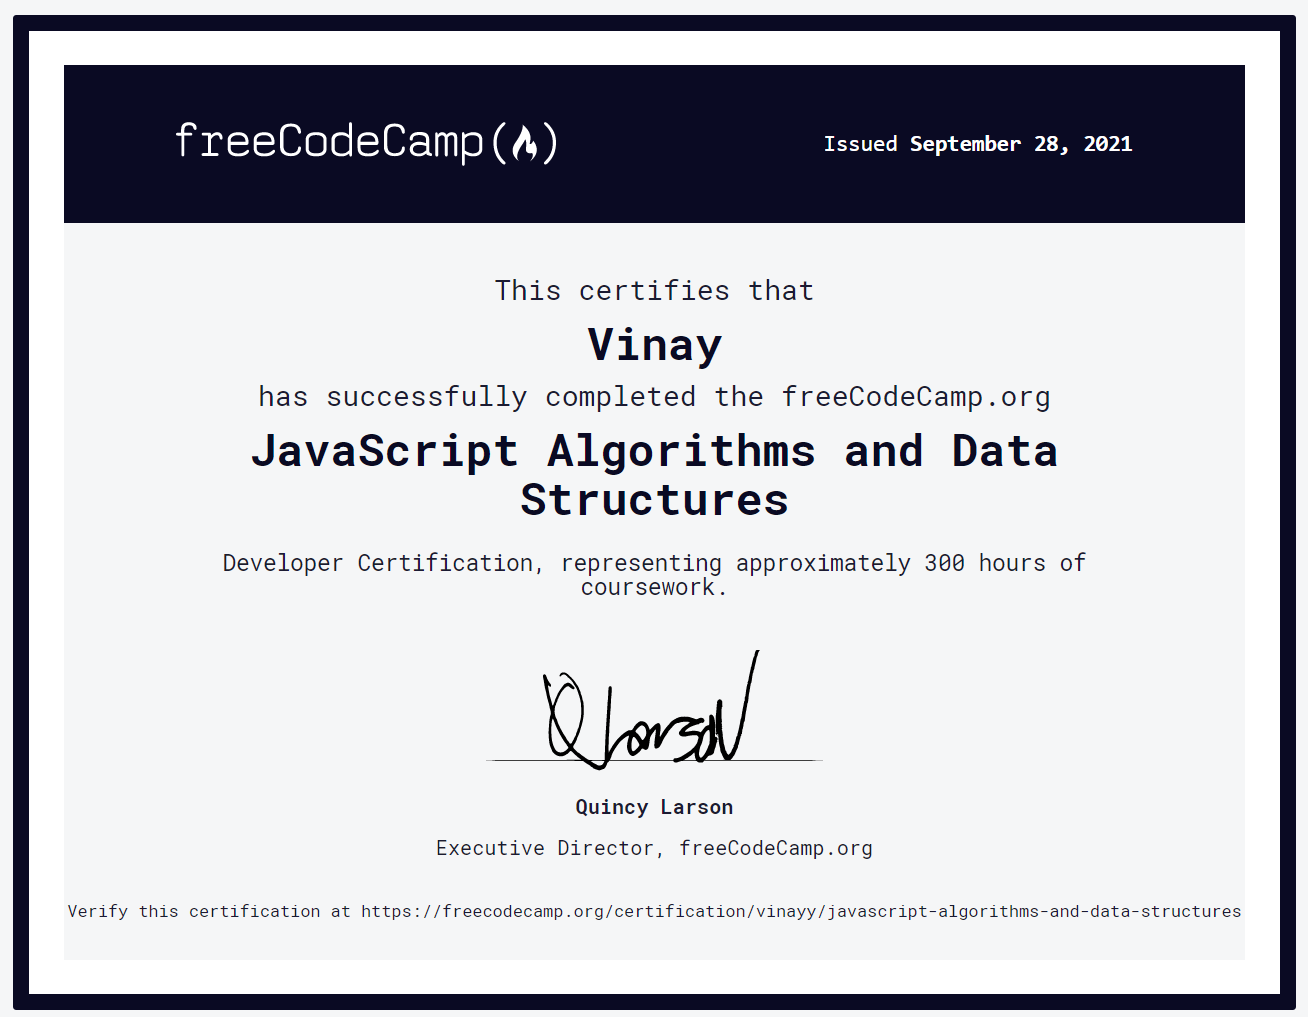 freeCodeCamp(🔥)
Issued September 28, 2021
This certifies that
Vinay
has successfully completed the freeCodeCamp.org
JavaScript Algorithms and Data
Structures
Developer Certification, representing approximately 300 hours of
coursework.
Q Larson
Quincy Larson
Executive Director, freeCodeCamp.org
Verify this certification at https://freecodecamp.org/certification/vinayy/javascript-algorithms-and-data-structures